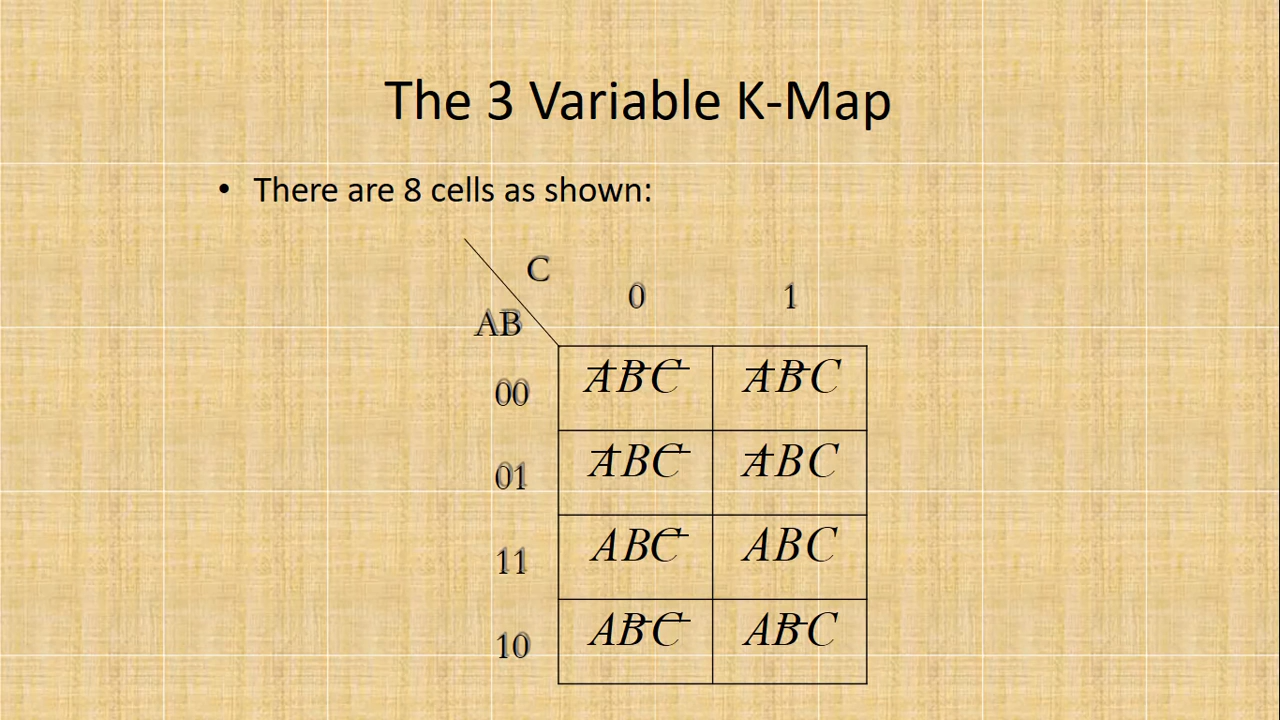 The 3 Variable K-Map
• There are 8 cells as shown:
C
0 1
AB
00 A̅B̅C̅ A̅B̅C
01 A̅BC̅ A̅BC
11 ABC̅ ABC
10 AB̅C̅ AB̅C